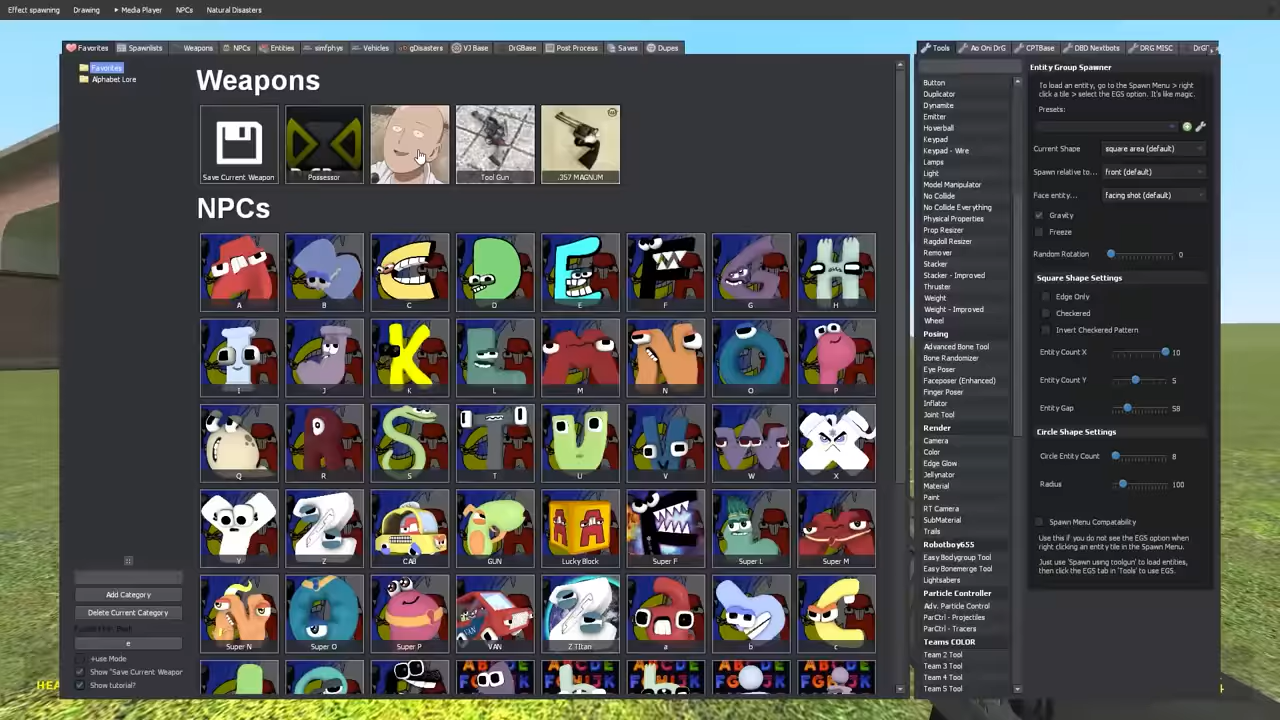 Effect spawning Drawing Media Player NPCs Natural Disasters
Favorites Spawnlists Weapons NPCs Entities simfphys Vehicles gDisasters VJ Base DrGBase Post Process Saves Dupes
Favorites
Alphabet Lore
Weapons
Save Current Weapon Possessor Tool Gun .357 MAGNUM
NPCs
A B C D E F G H
I J K L M N O P
Q R S T U V W X
Y Z CAB GUN Lucky Block Super F Super L Super M
Super N Super O Super P VAN Z Titan a b c
Add Category
Delete Current Category
e
+use Mode
Show "Save Current Weapor
Show tutorial?
Tools Ao Oni DrG CPTBase DBD Nextbots DRG MISC DrG
Button
Duplicator
Dynamite
Emitter
Hoverball
Keypad
Keypad - Wire
Lamps
Light
Model Manipulator
No Collide
No Collide Everything
Physical Properties
Prop Resizer
Ragdoll Resizer
Remover
Stacker
Stacker - Improved
Thruster
Weight
Weight - Improved
Wheel
Posing
Advanced Bone Tool
Bone Randomizer
Eye Poser
Faceposer (Enhanced)
Finger Poser
Inflator
Joint Tool
Render
Camera
Color
Edge Glow
Jellynator
Material
Paint
RT Camera
SubMaterial
Trails
Robotboy655
Easy Bodygroup Tool
Easy Bonemerge Tool
Lightsabers
Particle Controller
Adv. Particle Control
ParCtrl - Projectiles
ParCtrl - Tracers
Teams COLOR
Team 2 Tool
Team 3 Tool
Team 4 Tool
Team 5 Tool
Entity Group Spawner
To load an entity, go to the Spawn Menu > right
click a tile > select the EGS option. It's like magic.
Presets:
Current Shape square area (default)
Spawn relative to... front (default)
Face entity... facing shot (default)
Gravity
Freeze
Random Rotation 0
Square Shape Settings
Edge Only
Checkered
Invert Checkered Pattern
Entity Count X 10
Entity Count Y 5
Entity Gap 58
Circle Shape Settings
Circle Entity Count 8
Radius 100
Spawn Menu Compatability
Use this if you do not see the EGS option when
right clicking an entity tile in the Spawn Menu.
Just use 'Spawn using toolgun' to load entities,
then click the EGS tab in 'Tools' to use EGS.